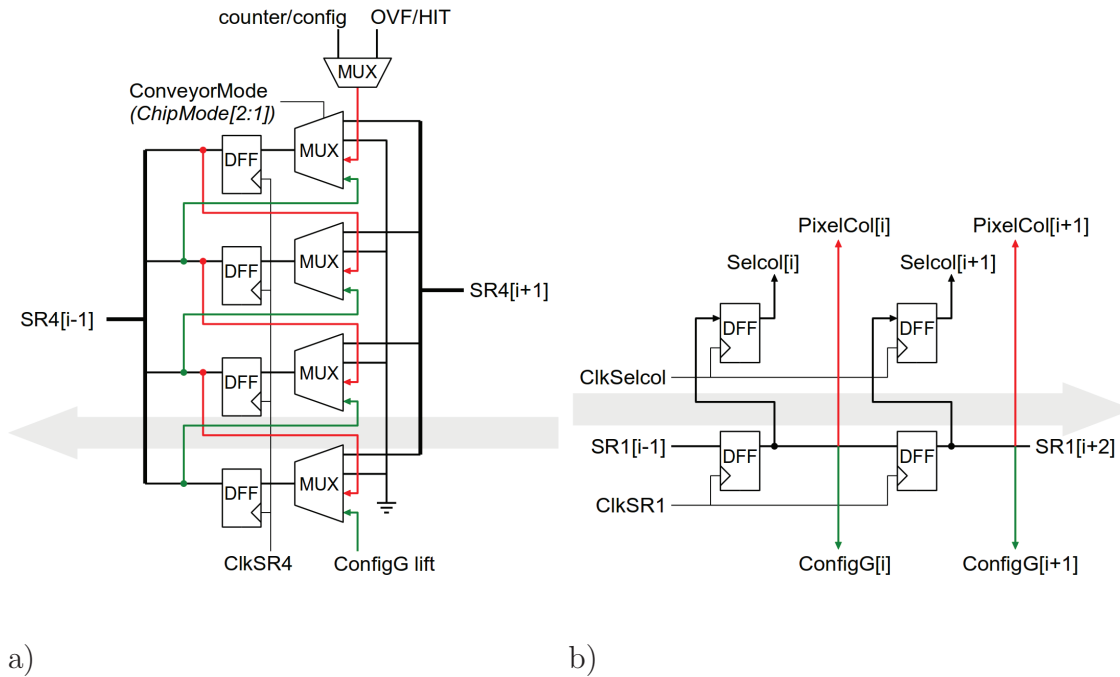 counter/config OVF/HIT
MUX
ConveyorMode
(ChipMode[2:1])
DFF
MUX
DFF
MUX
SR4[i-1]
SR4[i+1]
DFF
MUX
DFF
MUX
ClkSR4
ConfigG lift
a)
PixelCol[i]
PixelCol[i+1]
Selcol[i]
Selcol[i+1]
DFF
DFF
ClkSelcol
SR1[i-1]
DFF
DFF
SR1[i+2]
ClkSR1
ConfigG[i]
ConfigG[i+1]
b)